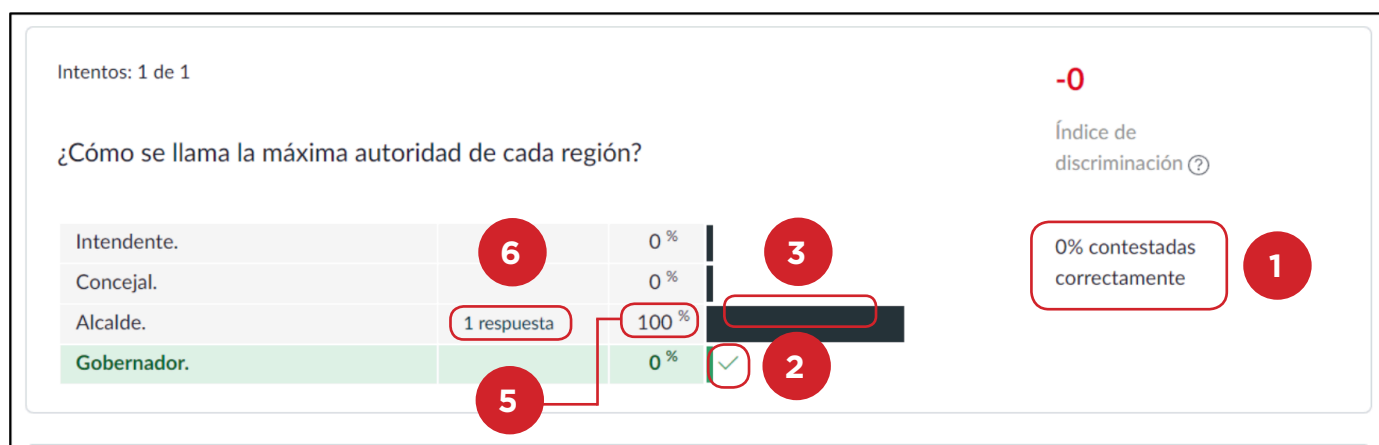 Intentos: 1 de 1
-0
Índice de
discriminación ?
¿Cómo se llama la máxima autoridad de cada región?
Intendente. 0 %
Concejal. 0 %
Alcalde. 1 respuesta 100 %
Gobernador. 0 %
6
3
0% contestadas
correctamente
1
2
5